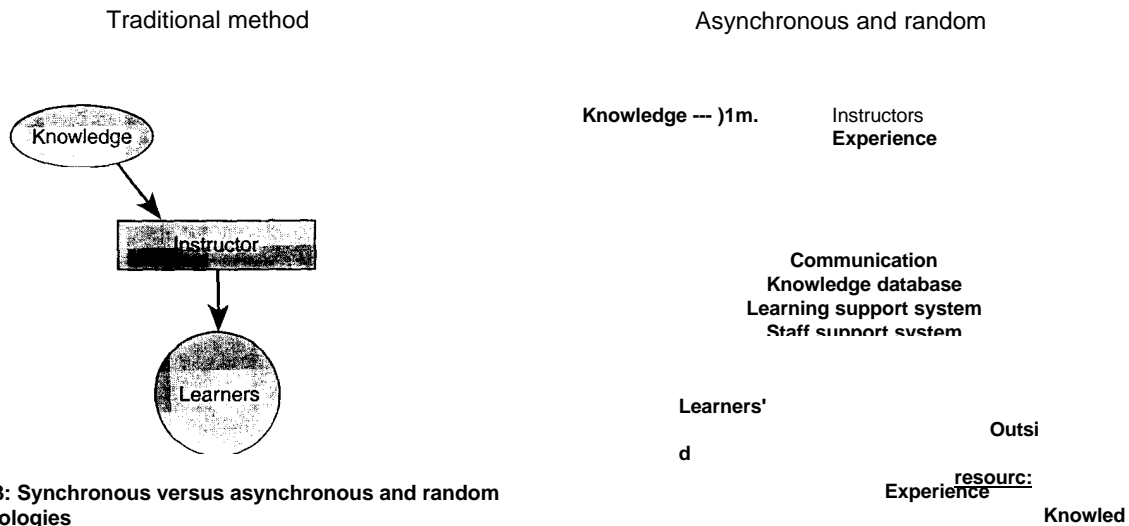 Traditional method
Knowledge
Instructor
Learners
3: Synchronous versus asynchronous and random
ologies
Asynchronous and random
Knowledge --- )1m.
Instructors
Experience
Communication
Knowledge database
Learning support system
Staff support system
Learners'
Outsi
d
resourc:
Experience
Knowled